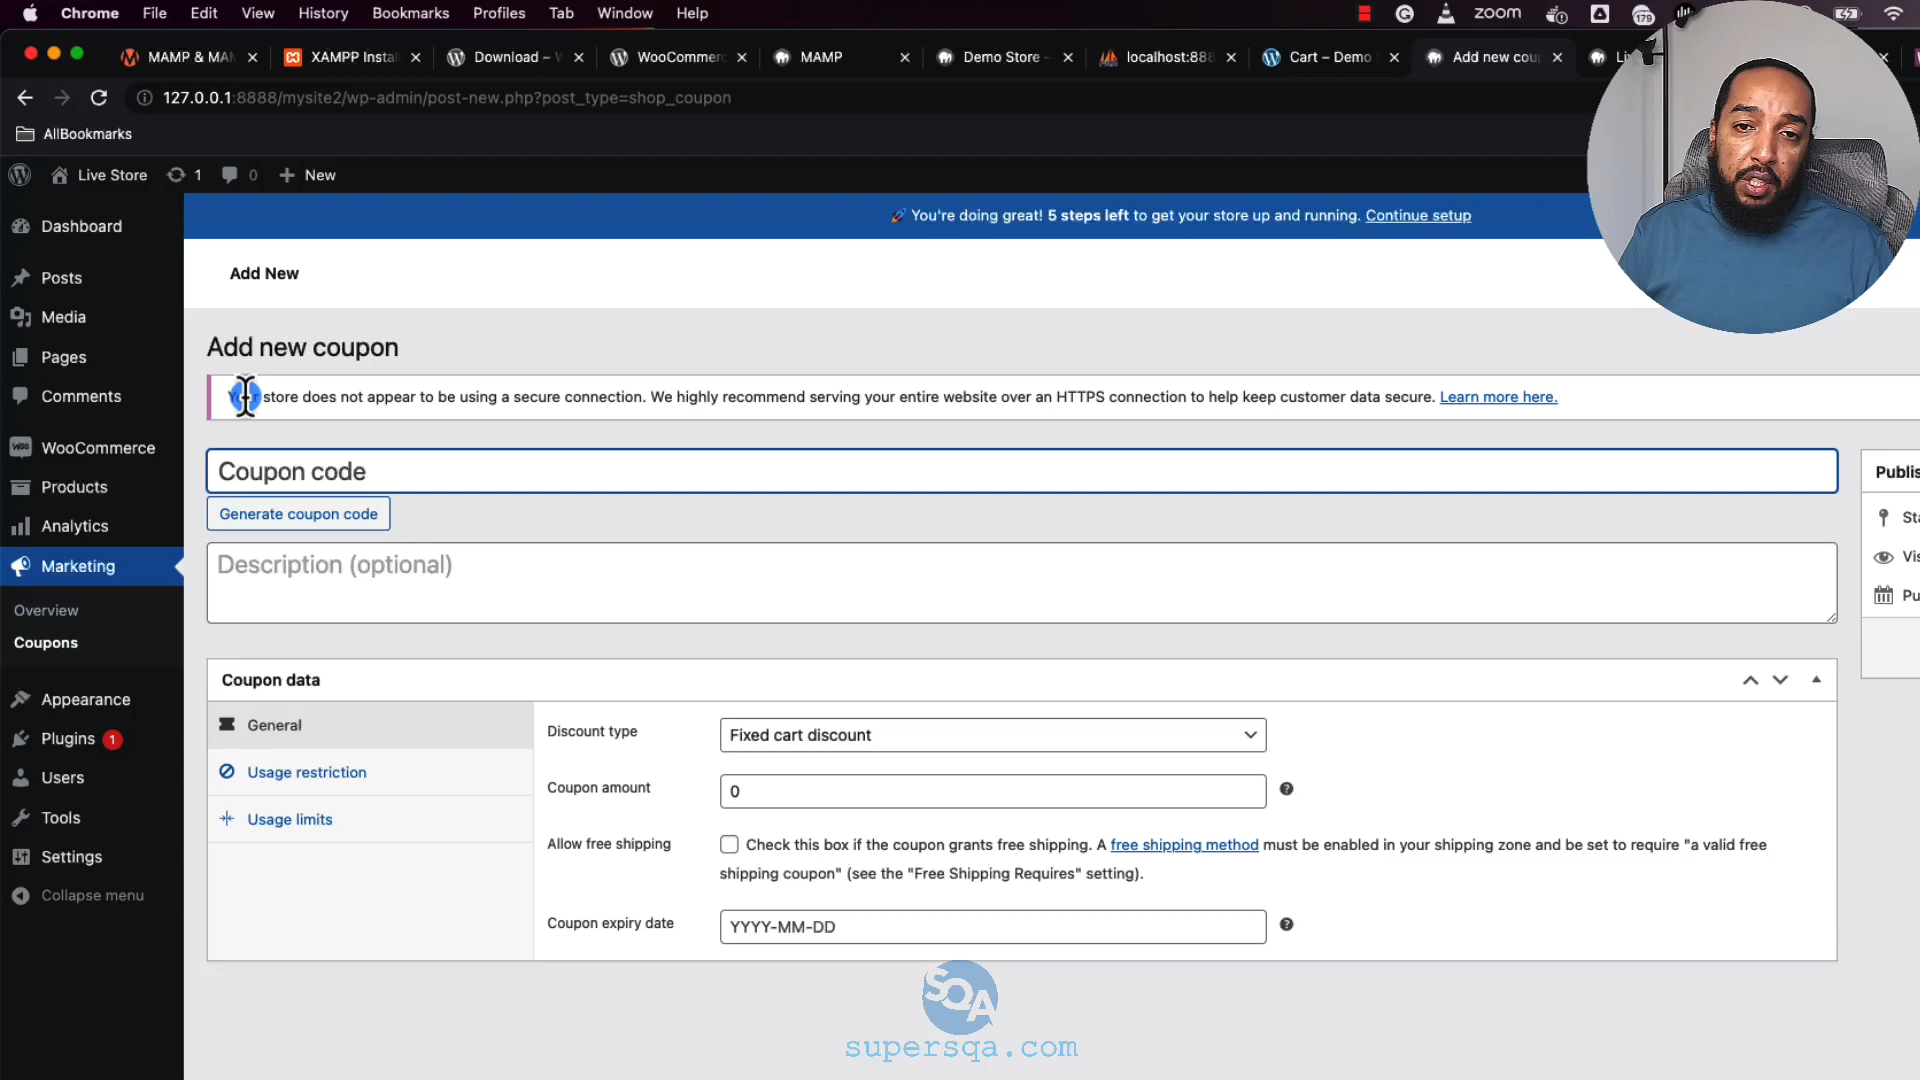 Chrome File Edit View History Bookmarks Profiles Tab Window Help zoom 179
MAMP & MAM XAMPP Install Download – WooCommerc MAMP Demo Store – localhost:888 Cart – Demo Add new cou
127.0.0.1:8888/mysite2/wp-admin/post-new.php?post_type=shop_coupon
AllBookmarks
Live Store 1 0 New
Dashboard
Posts
Media
Pages
Comments
WooCommerce
Products
Analytics
Marketing
Overview
Coupons
Appearance
Plugins 1
Users
Tools
Settings
Collapse menu
You're doing great! 5 steps left to get your store up and running. Continue setup
Add New
Add new coupon
Your store does not appear to be using a secure connection. We highly recommend serving your entire website over an HTTPS connection to help keep customer data secure. Learn more here.
Coupon code
Generate coupon code
Description (optional)
Coupon data
General
Usage restriction
Usage limits
Discount type Fixed cart discount
Coupon amount 0
Allow free shipping Check this box if the coupon grants free shipping. A free shipping method must be enabled in your shipping zone and be set to require "a valid free
shipping coupon" (see the "Free Shipping Requires" setting).
Coupon expiry date YYYY-MM-DD
Publis
Sta
Vis
Pu
SQA
supersqa.com